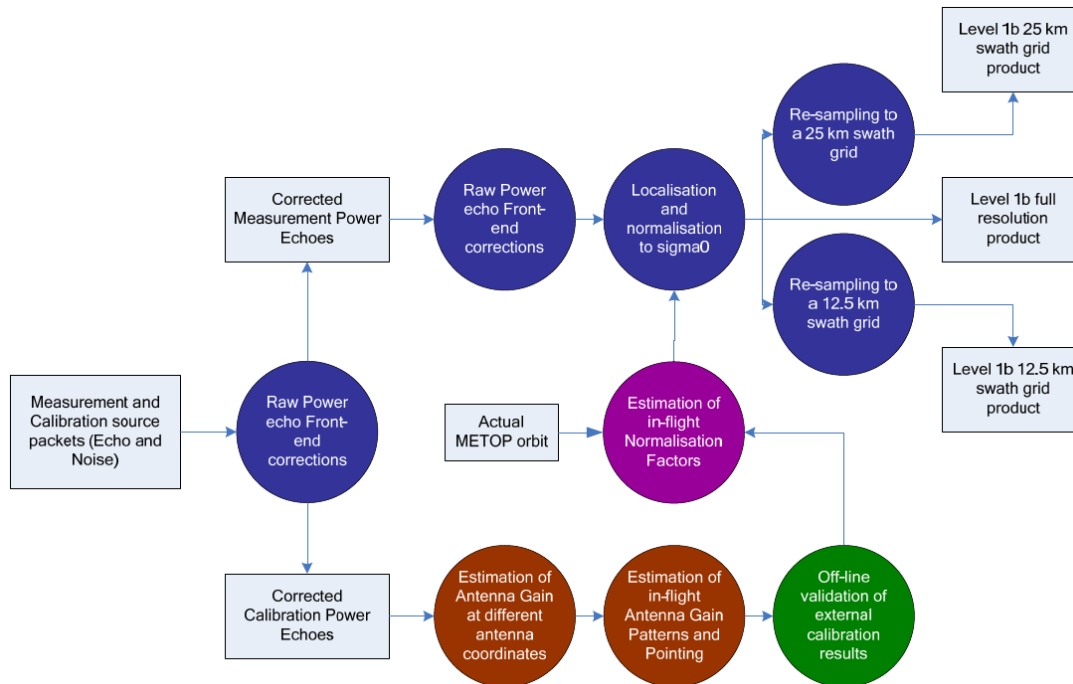 Level 1b 25 km
swath grid
product
Re-sampling to
a 25 km swath
grid
Corrected
Measurement Power
Echoes
Raw Power
echo Front-
end
corrections
Localisation
and
normalisation
to sigma0
Level 1b full
resolution
product
Re-sampling to
a 12.5 km
swath grid
Level 1b 12.5 km
swath grid
product
Measurement and
Calibration source
packets (Echo and
Noise)
Raw Power
echo Front-
end
corrections
Actual
METOP orbit
Estimation of
in-flight
Normalisation
Factors
Corrected
Calibration Power
Echoes
Estimation of
Antenna Gain
at different
antenna
coordinates
Estimation of
in-flight
Antenna Gain
Patterns and
Pointing
Off-line
validation of
external
calibration
results